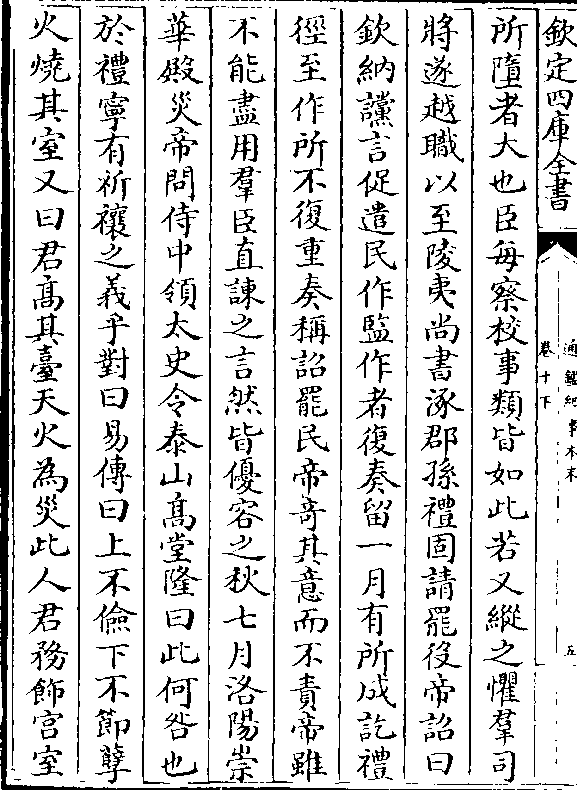 欽定四庫全書
通鑑紀事本末
卷十下
五
所墮者大也臣每察校事類皆如此若又縱之懼羣司
將遂越職以至陵夷尚書涿郡孫禮固請罷役帝詔曰
欽納讜言促遣民作監作者復奏留一月有所成訖禮
徑至作所不復重奏稱詔罷民帝竒其意而不責帝雖
不能盡用羣臣直諫之言然皆優容之秋七月洛陽崇
華殿災帝問侍中領太史令泰山髙堂隆曰此何咎也
於禮寧有祈禳之義乎對曰易傳曰上不儉下不節孽
火燒其室又曰君髙其臺天火為災此人君務飾宫室